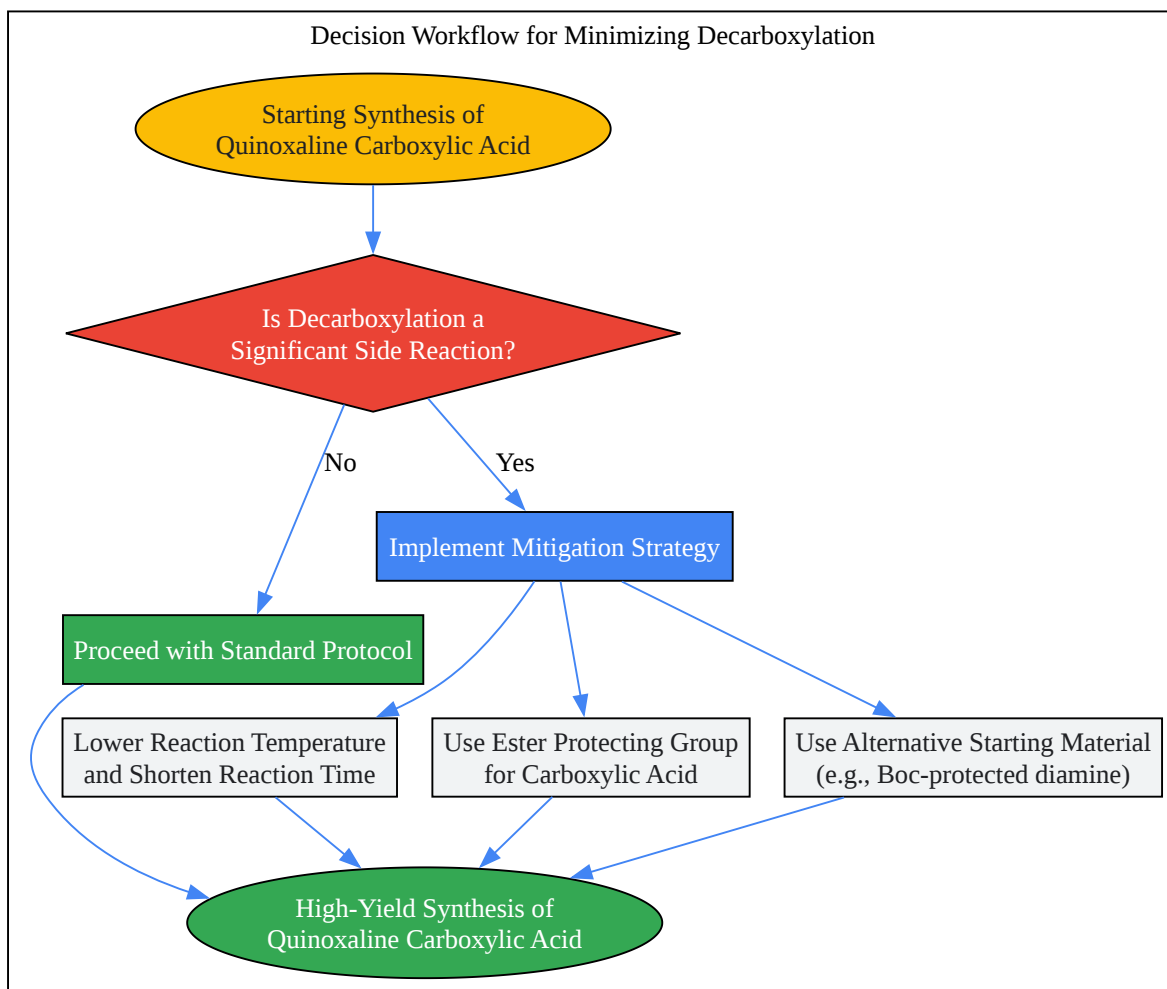 Decision Workflow for Minimizing Decarboxylation
Starting Synthesis of
Quinoxaline Carboxylic Acid
Is Decarboxylation a
Significant Side Reaction?
No
Yes
Implement Mitigation Strategy
Proceed with Standard Protocol
Lower Reaction Temperature
and Shorten Reaction Time
Use Ester Protecting Group
for Carboxylic Acid
Use Alternative Starting Material
(e.g., Boc-protected diamine)
High-Yield Synthesis of
Quinoxaline Carboxylic Acid